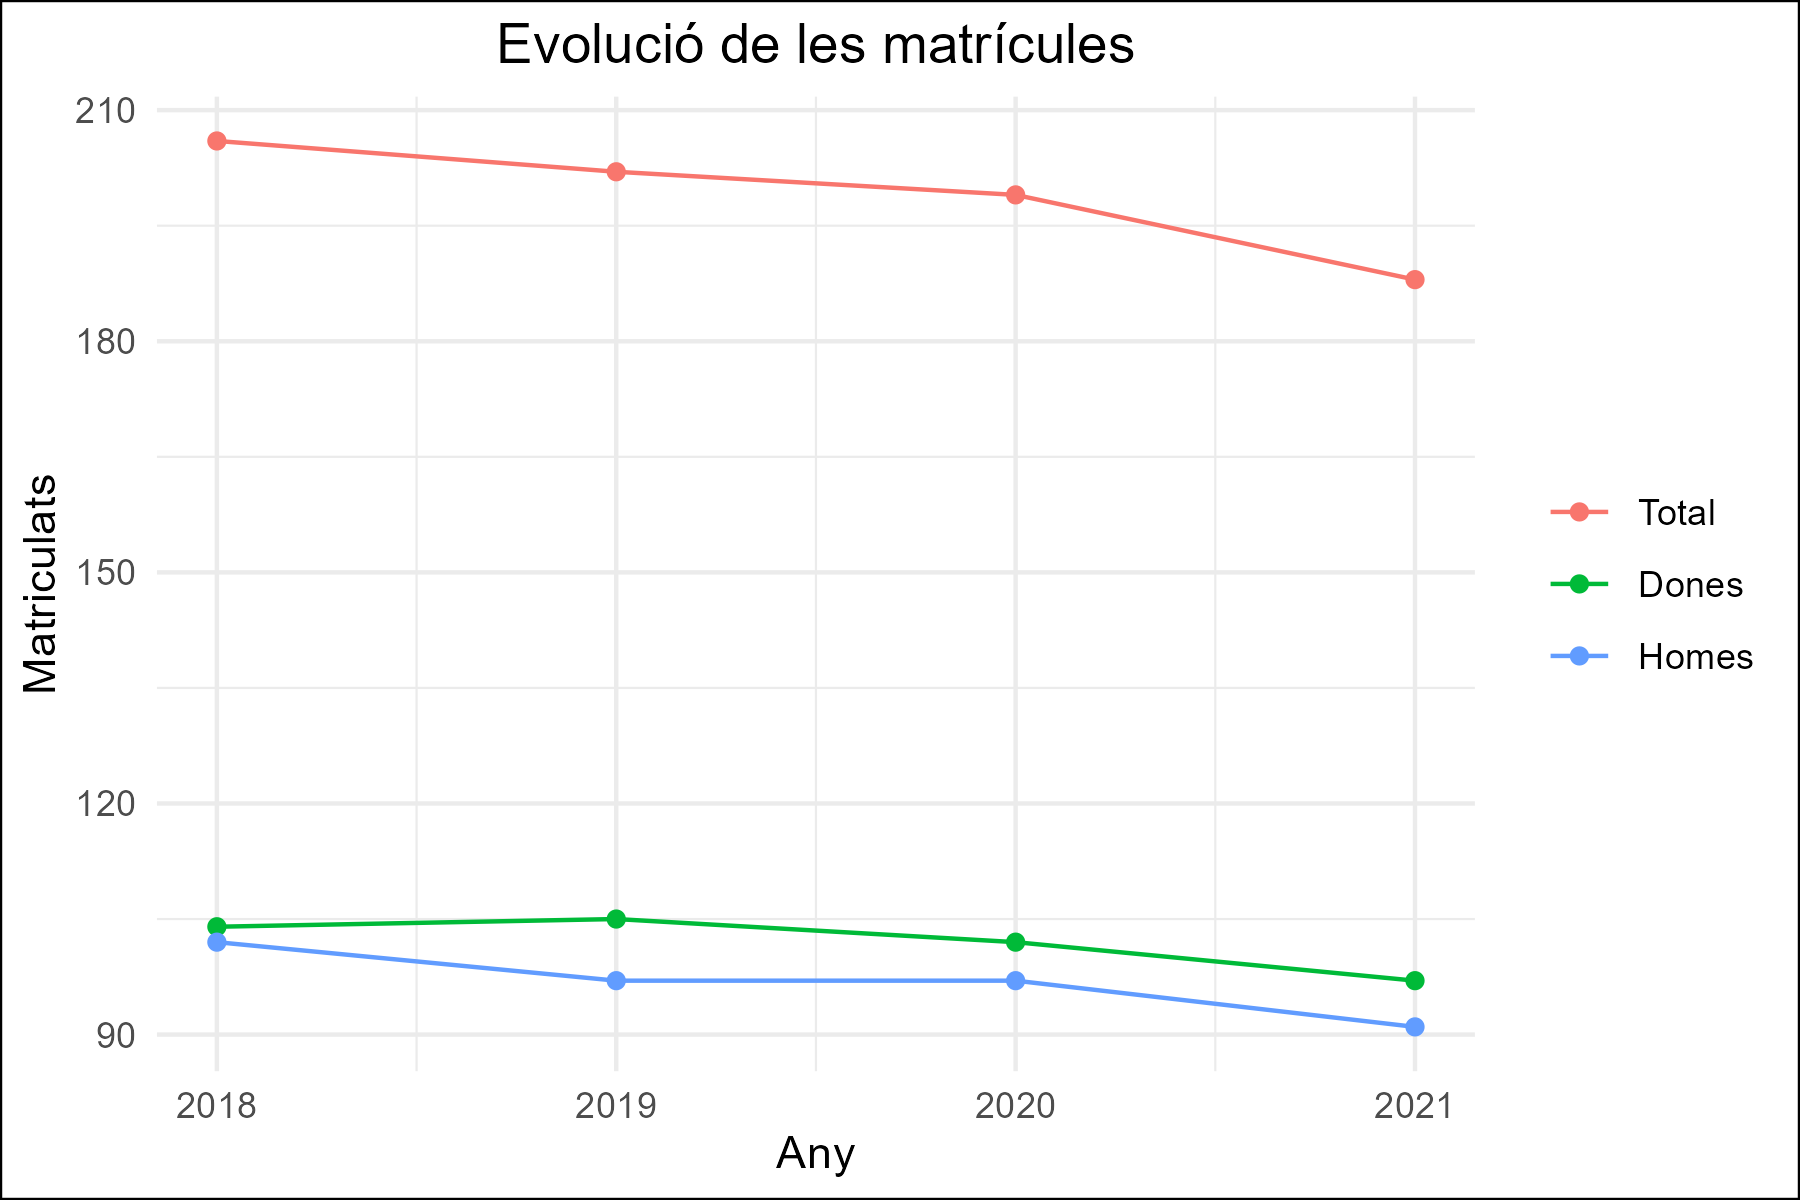 Evolució de les matrícules
210
180
150
120
90
Matriculats
2018 2019 2020 2021
Any
Total
Dones
Homes